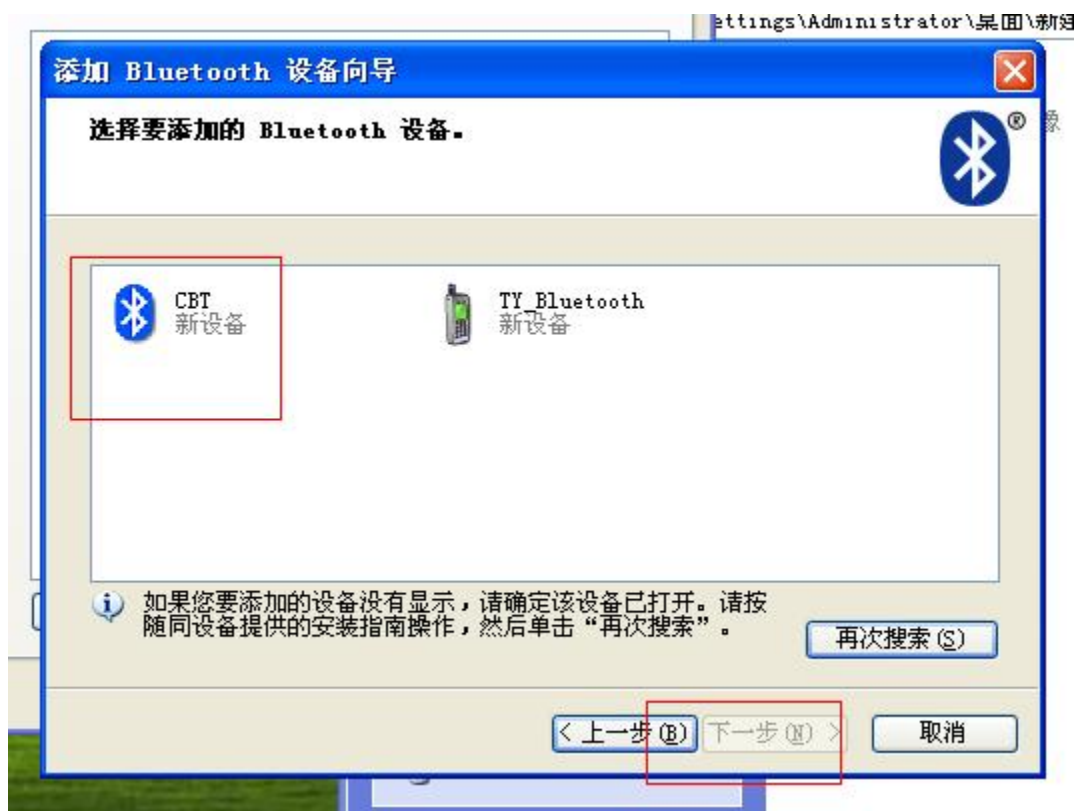 ettings\Administrator\桌面\新建
添加 Bluetooth 设备向导
选择要添加的 Bluetooth 设备。
®
像
CBT
新设备
TY_Bluetooth
新设备
如果您要添加的设备没有显示，请确定该设备已打开。请按
随同设备提供的安装指南操作，然后单击“再次搜索”。
再次搜索(S)
< 上一步(B)
下一步(N) >
取消